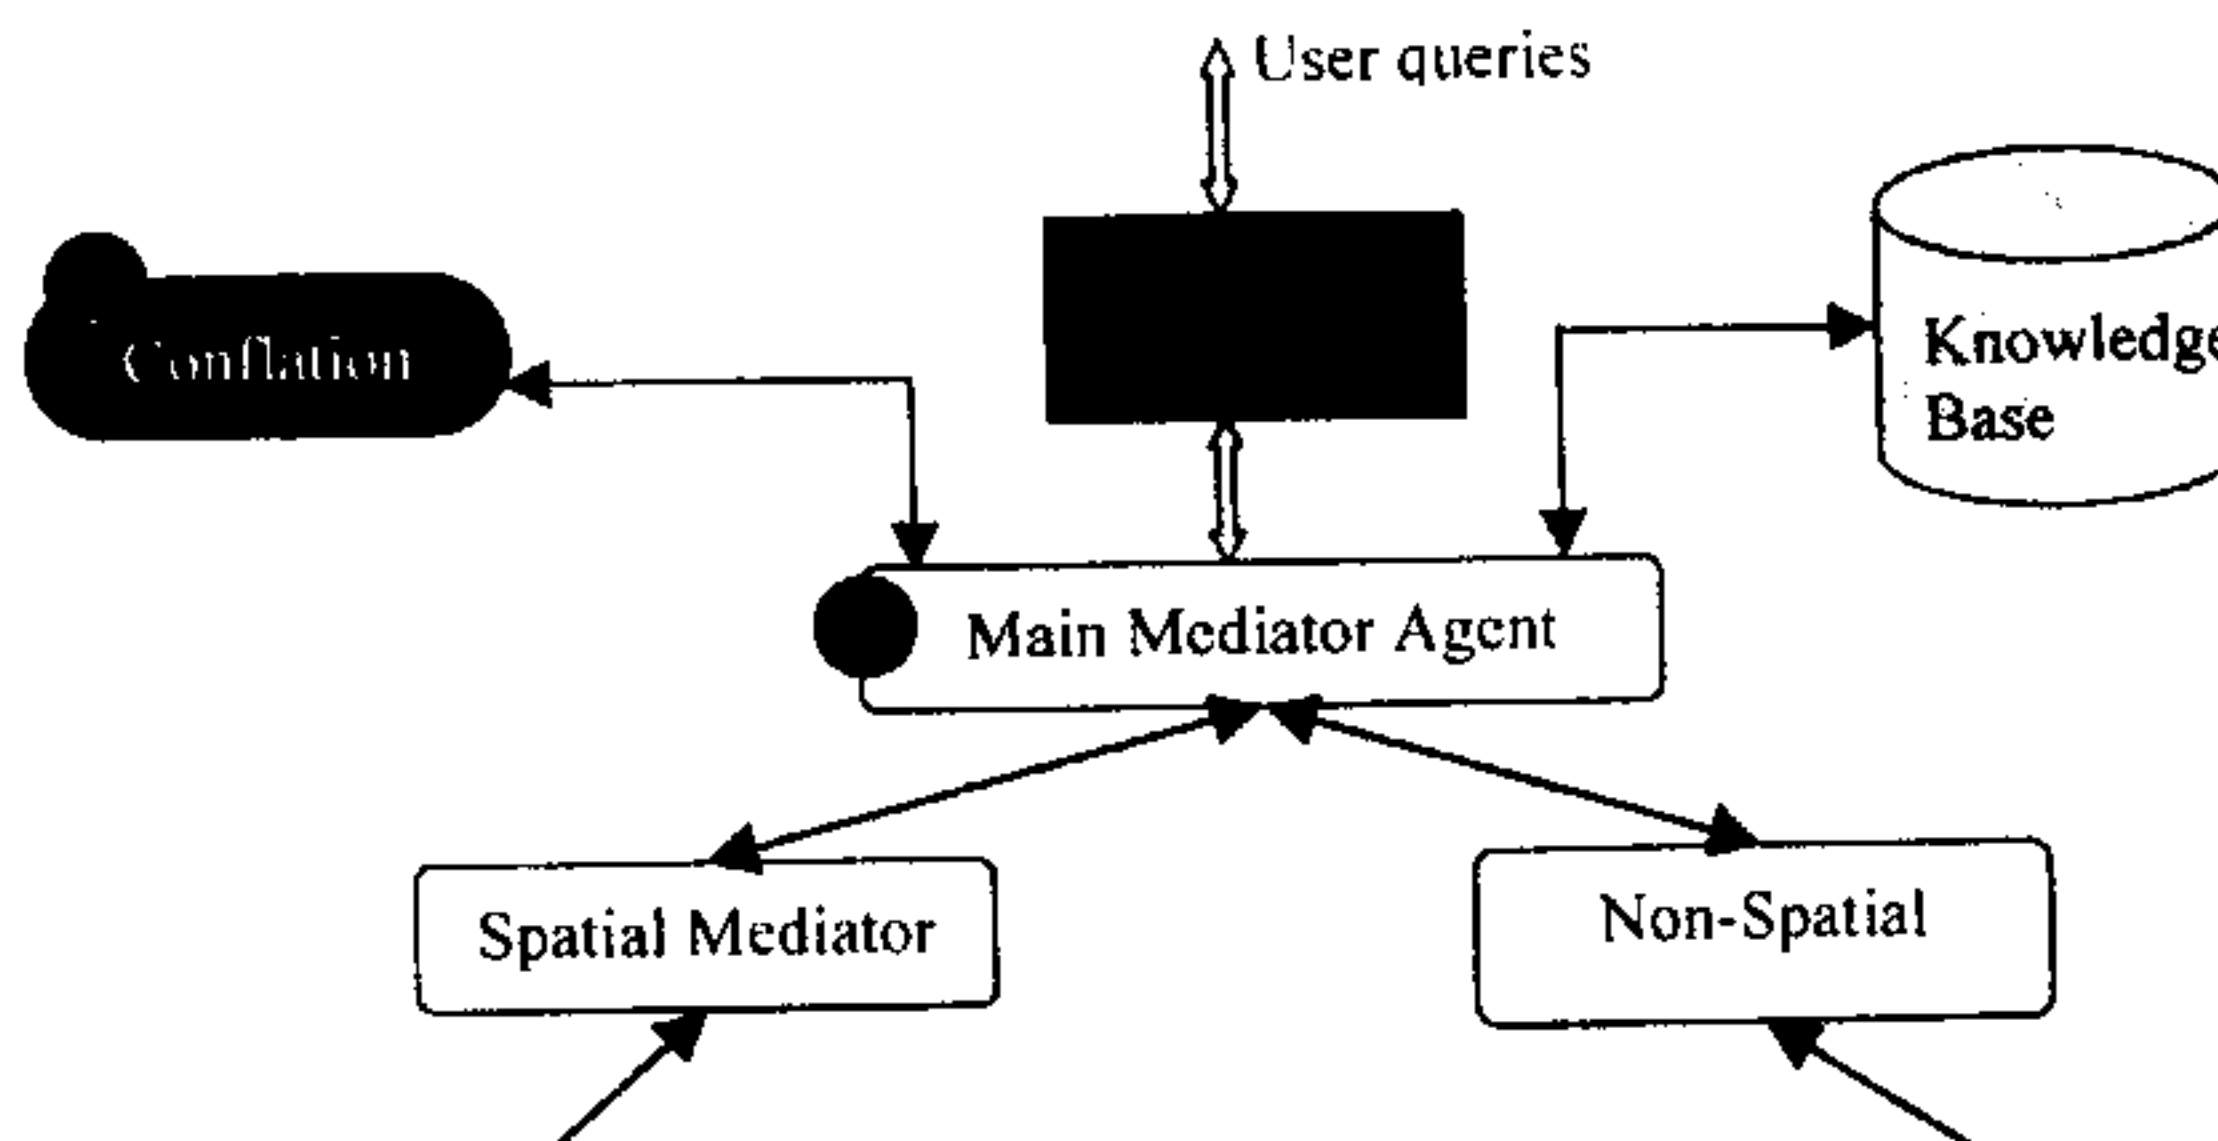 User queries
Conflation
Knowledge
Base
Main Mediator Agent
Spatial Mediator
Non-Spatial